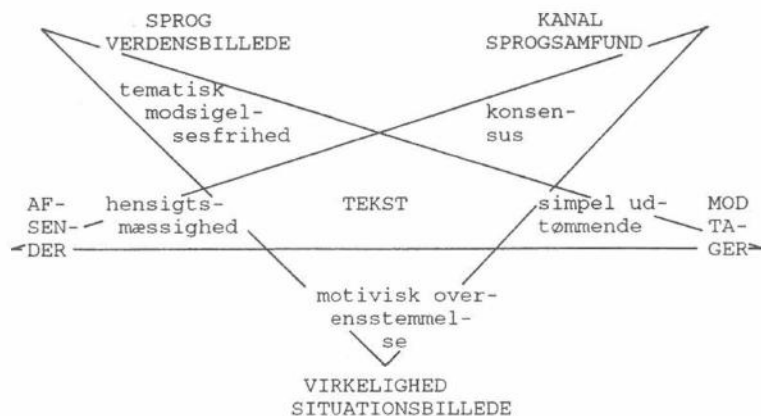 SPROG KANAL
VERDENSBILLEDE SPROGSAMFUND
tematisk
modsigel-
sesfrihed
konsen-
sus
AF-
SEN-
DER
hensigts-
mæssighed
TEKST
simpel ud-
tømmende
MOD
TA-
GER
motivisk over-
ensstemmel-
se
VIRKELIGHED
SITUATIONSBILLEDE